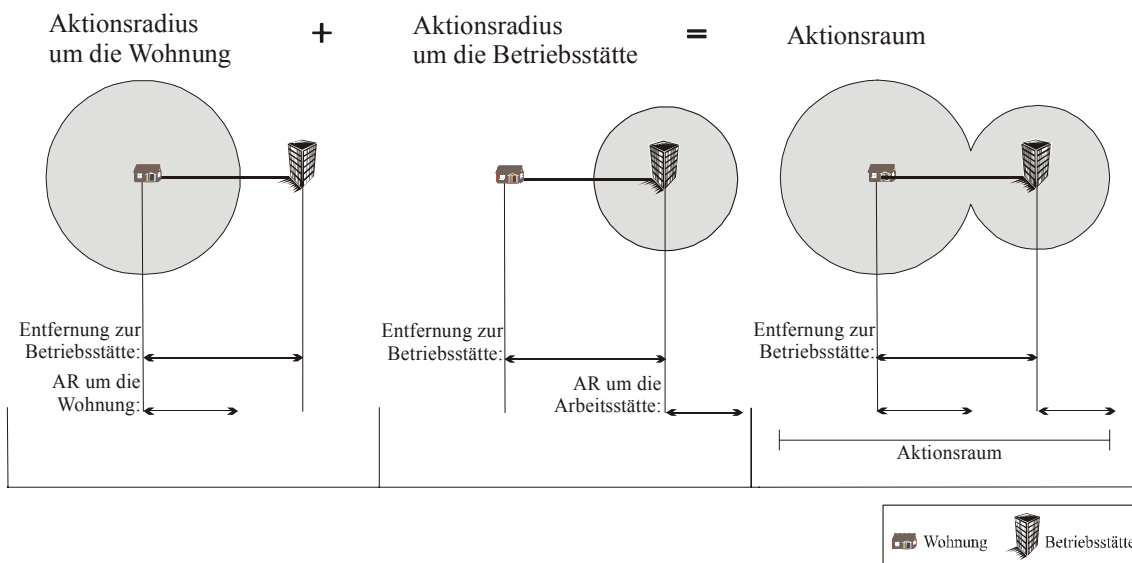 Aktionsradius
um die Wohnung
+
Aktionsradius
um die Betriebsstätte
=
Aktionsraum
Entfernung zur
Betriebsstätte:
AR um die
Wohnung:
Entfernung zur
Betriebsstätte:
AR um die
Arbeitsstätte:
Entfernung zur
Betriebsstätte:
Aktionsraum
Wohnung
Betriebsstätte